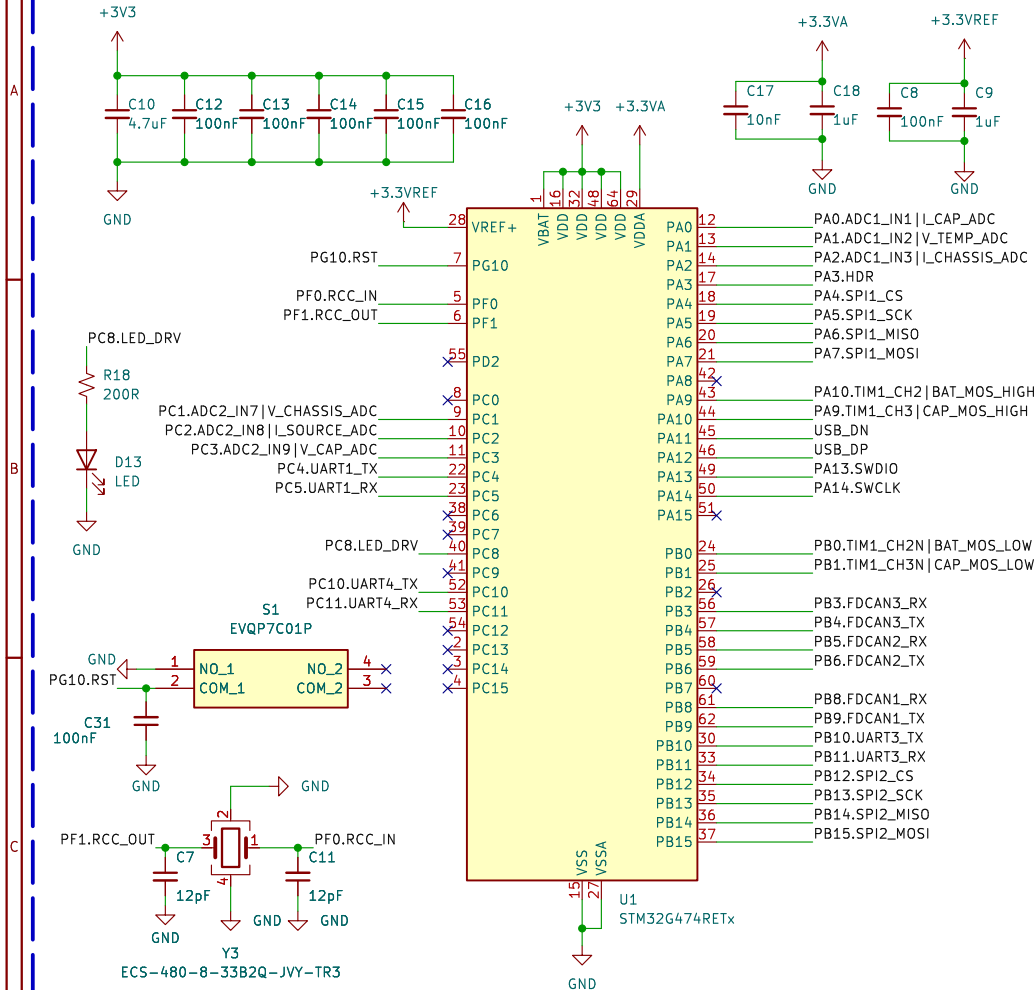 +3V3
+3.3VA
+3.3VREF
A
C10
4.7uF
C12
100nF
C13
100nF
C14
100nF
C15
100nF
C16
100nF
GND
C17
10nF
C18
1uF
GND
C8
100nF
C9
1uF
GND
+3V3
+3.3VA
+3.3VREF
1
16
32
48
64
29
VBAT
VDD
VDD
VDD
VDD
VDDA
28 VREF+
PG10.RST 7 PG10
PF0.RCC_IN 5 PF0
PF1.RCC_OUT 6 PF1
55 PD2
8 PC0
PC1.ADC2_IN7|V_CHASSIS_ADC 9 PC1
PC2.ADC2_IN8|I_SOURCE_ADC 10 PC2
PC3.ADC2_IN9|V_CAP_ADC 11 PC3
PC4.UART1_TX 22 PC4
PC5.UART1_RX 23 PC5
38 PC6
39 PC7
PC8.LED_DRV 40 PC8
41 PC9
PC10.UART4_TX 52 PC10
PC11.UART4_RX 53 PC11
54 PC12
2 PC13
3 PC14
4 PC15
PA0 12 PA0.ADC1_IN1|I_CAP_ADC
PA1 13 PA1.ADC1_IN2|V_TEMP_ADC
PA2 14 PA2.ADC1_IN3|I_CHASSIS_ADC
PA3 17 PA3.HDR
PA4 18 PA4.SPI1_CS
PA5 19 PA5.SPI1_SCK
PA6 20 PA6.SPI1_MISO
PA7 21 PA7.SPI1_MOSI
PA8 42
PA9 43 PA10.TIM1_CH2|BAT_MOS_HIGH
PA10 44 PA9.TIM1_CH3|CAP_MOS_HIGH
PA11 45 USB_DN
PA12 46 USB_DP
PA13 49 PA13.SWDIO
PA14 50 PA14.SWCLK
PA15 51
PB0 24 PB0.TIM1_CH2N|BAT_MOS_LOW
PB1 25 PB1.TIM1_CH3N|CAP_MOS_LOW
PB2 26
PB3 56 PB3.FDCAN3_RX
PB4 57 PB4.FDCAN3_TX
PB5 58 PB5.FDCAN2_RX
PB6 59 PB6.FDCAN2_TX
PB7 60
PB8 61 PB8.FDCAN1_RX
PB9 62 PB9.FDCAN1_TX
PB10 30 PB10.UART3_TX
PB11 33 PB11.UART3_RX
PB12 34 PB12.SPI2_CS
PB13 35 PB13.SPI2_SCK
PB14 36 PB14.SPI2_MISO
PB15 37 PB15.SPI2_MOSI
VSS
VSSA
15
27
U1
STM32G474RETx
GND
PC8.LED_DRV
R18
200R
B
D13
LED
GND
S1
EVQP7C01P
GND 1 NO_1 NO_2 4
PG10.RST 2 COM_1 COM_2 3
C31
100nF
GND
C
GND
2
PF1.RCC_OUT 3 1 PF0.RCC_IN
4
C7
12pF
GND
C11
12pF
GND
GND
Y3
ECS-480-8-33B2Q-JVY-TR3